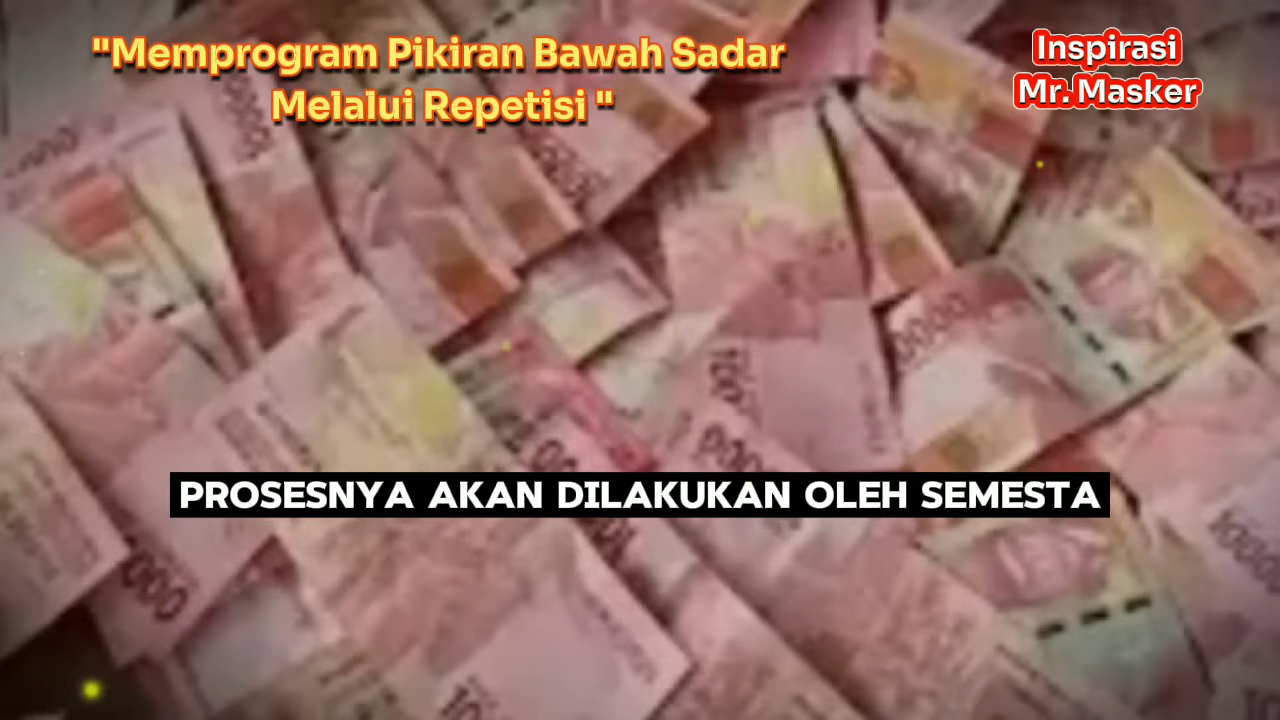 "Memprogram Pikiran Bawah Sadar
Melalui Repetisi "
Inspirasi
Mr. Masker
PROSESNYA AKAN DILAKUKAN OLEH SEMESTA